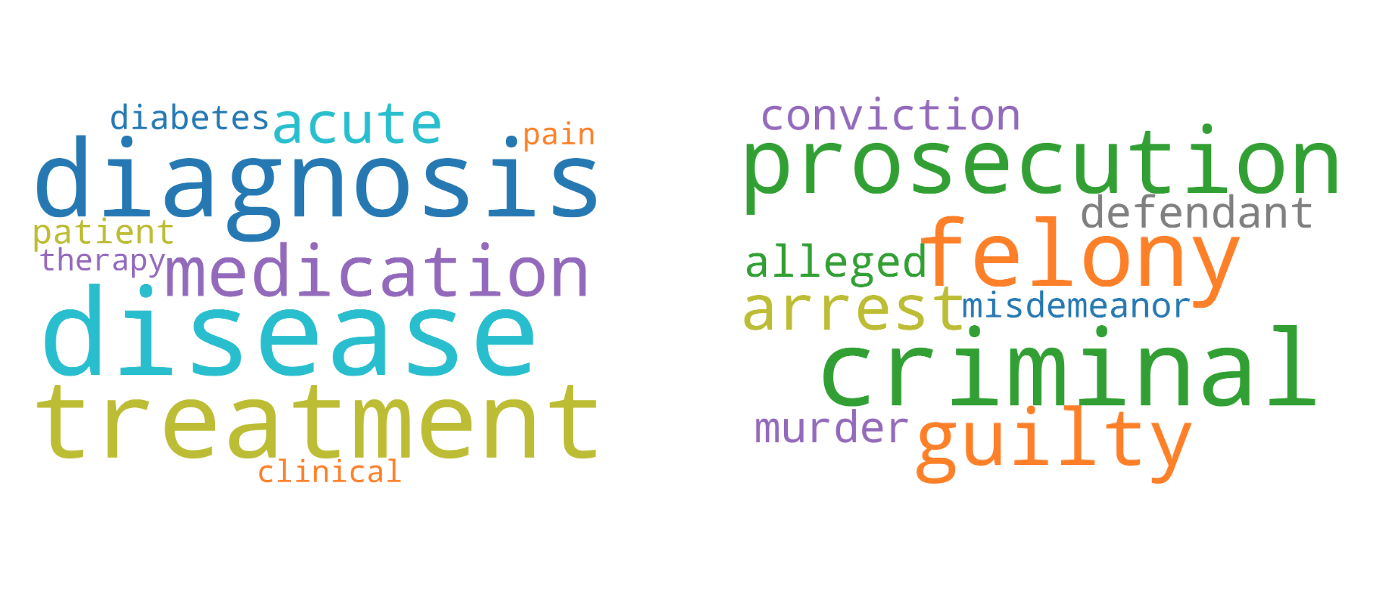 diabetes
acute
pain
diagnosis
patient
therapy
medication
disease
treatment
clinical
conviction
prosecution
defendant
felony
alleged
arrest
misdemeanor
criminal
murder
guilty